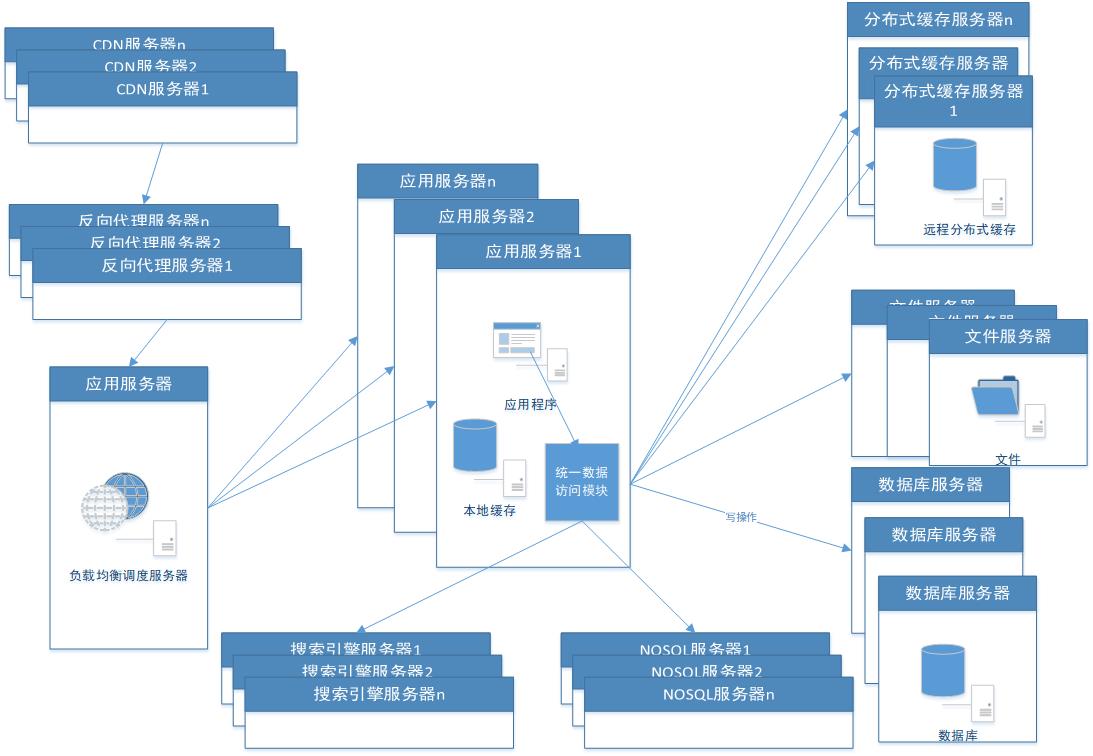 CDN服务器n
CDN服务器2
CDN服务器1
反向代理服务器n
反向代理服务器2
反向代理服务器1
应用服务器
负载均衡调度服务器
应用服务器n
应用服务器2
应用服务器1
应用程序
本地缓存
统一数据
访问模块
分布式缓存服务器n
分布式缓存服务器
分布式缓存服务器
1
远程分布式缓存
文件服务器
文件服务器
文件服务器
文件
写操作
数据库服务器
数据库服务器
数据库服务器
数据库
搜索引擎服务器1
搜索引擎服务器2
搜索引擎服务器n
NOSQL服务器1
NOSQL服务器2
NOSQL服务器n